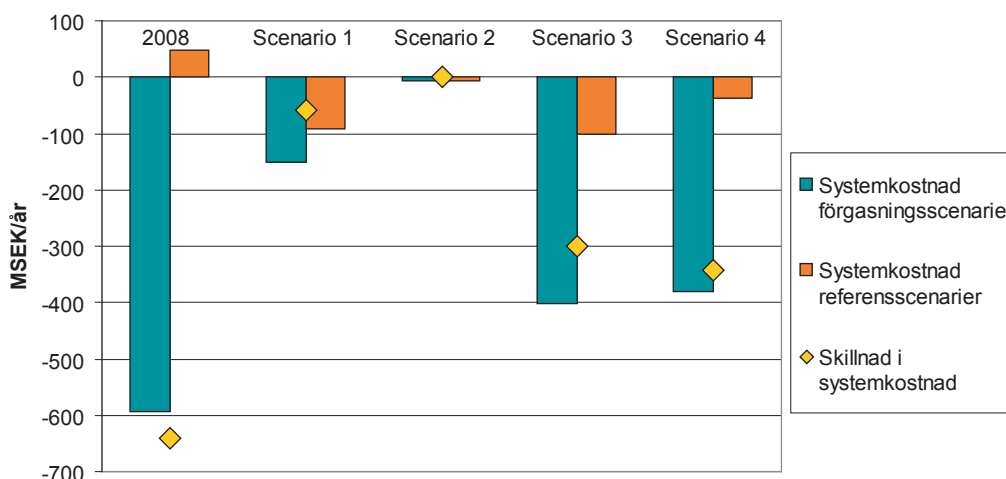 100
0
-100
-200
-300
-400
-500
-600
-700
MSEK/år
2008
Scenario 1
Scenario 2
Scenario 3
Scenario 4
Systemkostnad
förgasningsscenarie
Systemkostnad
referensscenarier
Skillnad i
systemkostnad